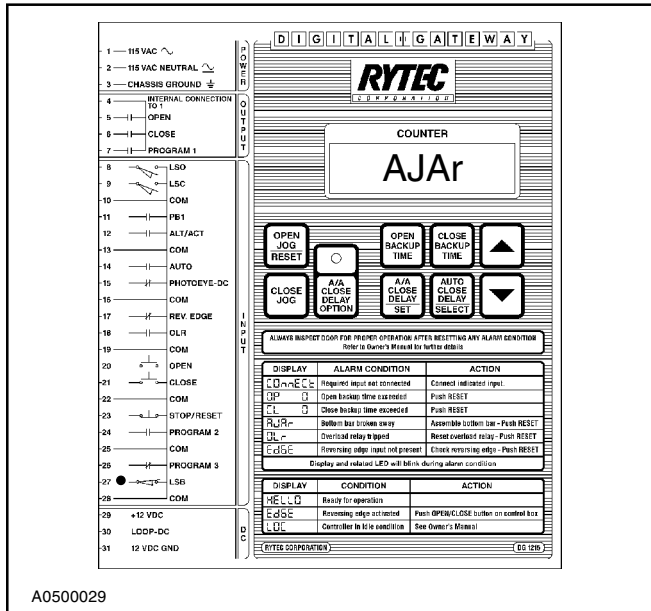 DIGITAL GATEWAY
1 115 VAC
2 115 VAC NEUTRAL
3 CHASSIS GROUND
POWER
RYTEC
CORPORATION
4 INTERNAL CONNECTION TO 1
5 OPEN
6 CLOSE
7 PROGRAM 1
OUTPUT
COUNTER
AJAr
8 LSO
9 LSC
10 COM
11 PB1
12 ALT/ACT
13 COM
14 AUTO
15 PHOTOEYE-DC
16 COM
17 REV. EDGE
18 OLR
19 COM
20 OPEN
21 CLOSE
22 COM
23 STOP/RESET
24 PROGRAM 2
25 COM
26 PROGRAM 3
27 LSB
28 COM
INPUT
29 +12 VDC
30 LOOP-DC
31 12 VDC GND
DC
OPEN JOG RESET
OPEN BACKUP TIME
CLOSE BACKUP TIME
CLOSE JOG
A/A CLOSE DELAY OPTION
A/A CLOSE DELAY SET
AUTO CLOSE DELAY SELECT
ALWAYS INSPECT DOOR FOR PROPER OPERATION AFTER RESETTING ANY ALARM CONDITION
Refer to Owner's Manual for further details
DISPLAY ALARM CONDITION ACTION
COnnECt Required input not connected Connect indicated input.
OP 0 Open backup time exceeded Push RESET
CL 0 Close backup time exceeded Push RESET
AJAr Bottom bar broken away Assemble bottom bar - Push RESET
OLr Overload relay tripped Reset overload relay - Push RESET
EdGE Reversing edge input not present Check reversing edge - Push RESET
Display and related LED will blink during alarm condition
DISPLAY CONDITION ACTION
HELLO Ready for operation
EdGE Reversing edge activated Push OPEN/CLOSE button on control box
LOC Controller in idle condition See Owner's Manual
RYTEC CORPORATION DG 1215
A0500029